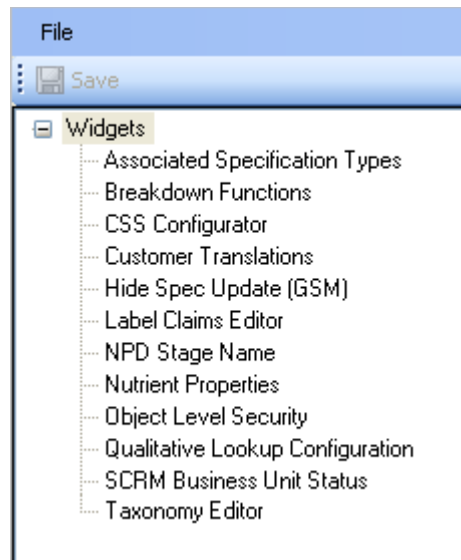 File
Save
Widgets
Associated Specification Types
Breakdown Functions
CSS Configurator
Customer Translations
Hide Spec Update (GSM)
Label Claims Editor
NPD Stage Name
Nutrient Properties
Object Level Security
Qualitative Lookup Configuration
SCRM Business Unit Status
Taxonomy Editor